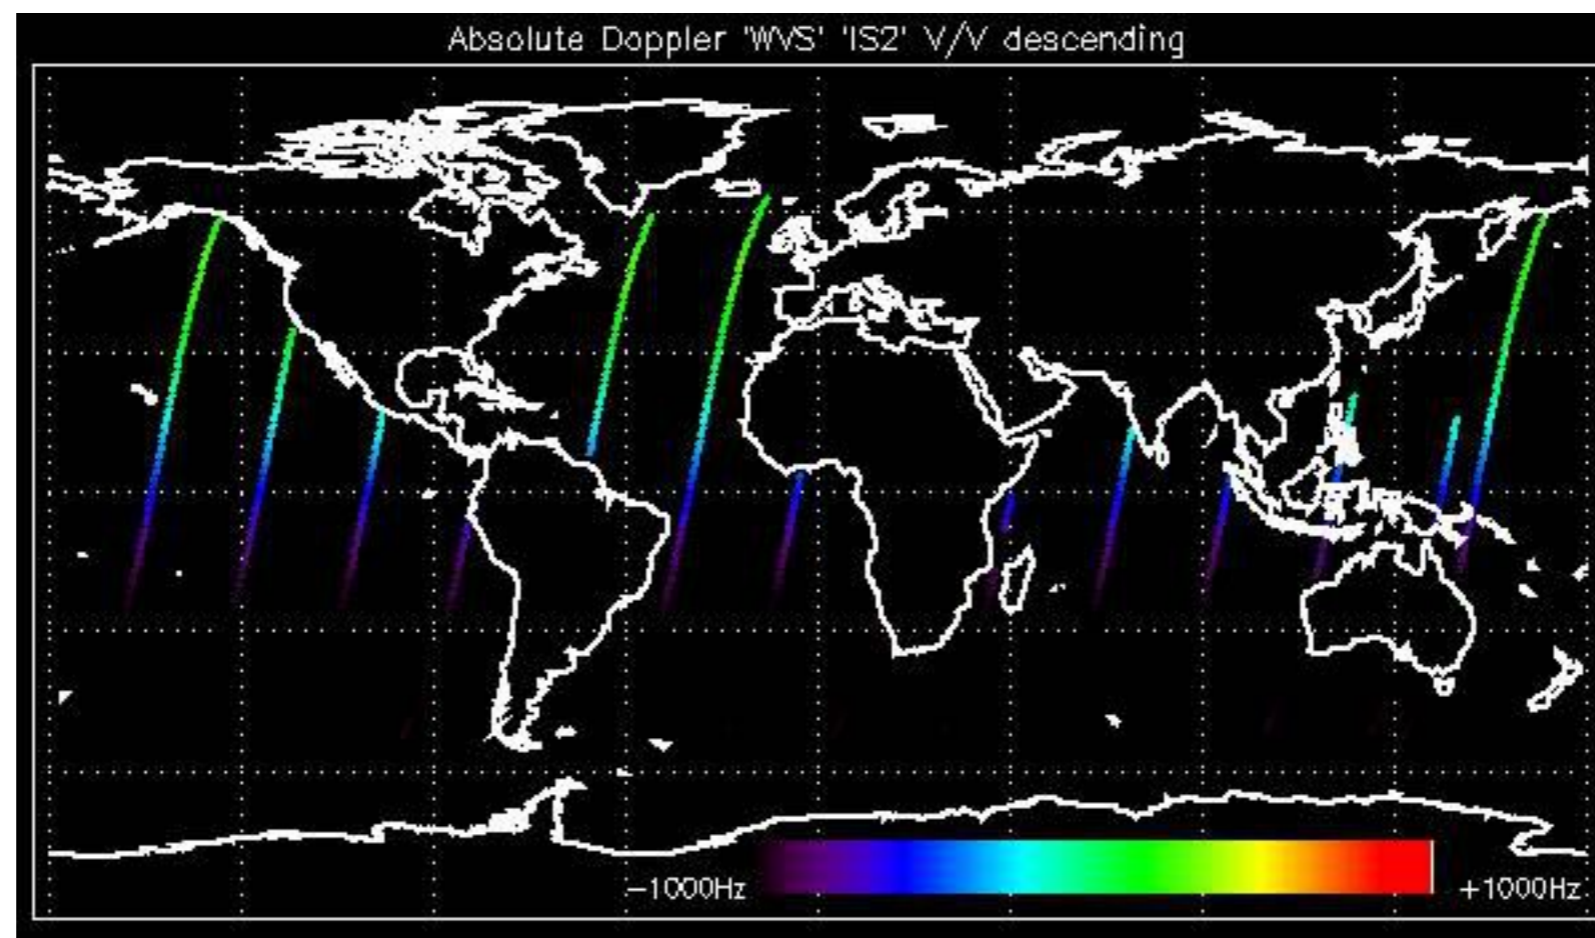 Absolute Doppler 'WVS' 'IS2' V/V descending
−1000Hz
+1000Hz